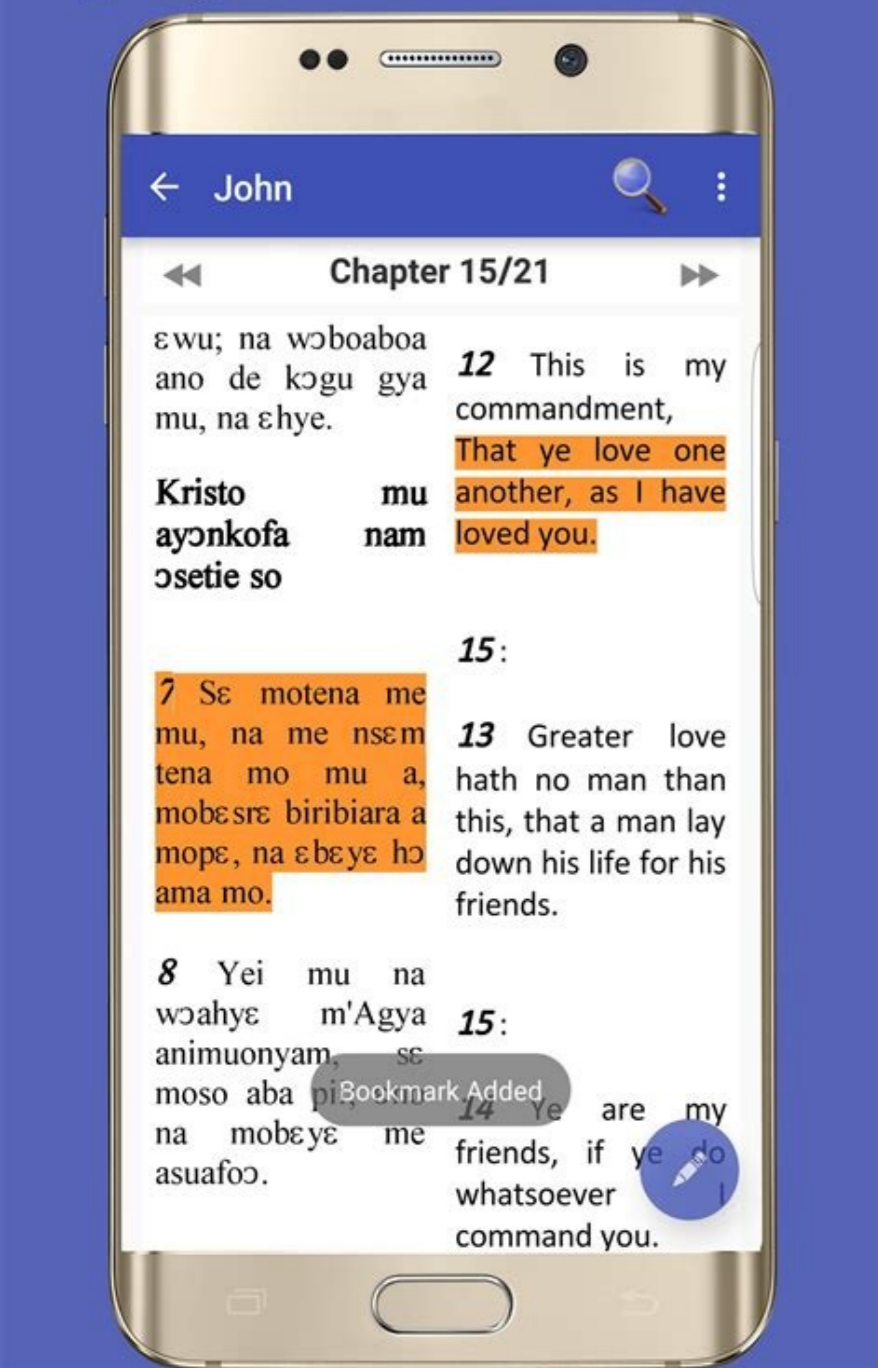 John
Chapter 15/21
ɛwu; na wɔboaboa
ano de kɔgu gya
mu, na ɛhye.
Kristo mu
ayɔnkofa nam
ɔsetie so
7 Sɛ motena me
mu, na me nsɛm
tena mo mu a,
mobɛsrɛ biribiara a
mopɛ, na ɛbɛyɛ hɔ
ama mo.
8 Yei mu na
wɔahyɛ m'Agya
animuonyam, sɛ
moso aba
na mobɛyɛ me
asuafoɔ.
12 This is my
commandment,
That ye love one
another, as I have
loved you.
15:
13 Greater love
hath no man than
this, that a man lay
down his life for his
friends.
15:
14 Ye are my
friends, if ye do
whatsoever I
command you.
Bookmark Added